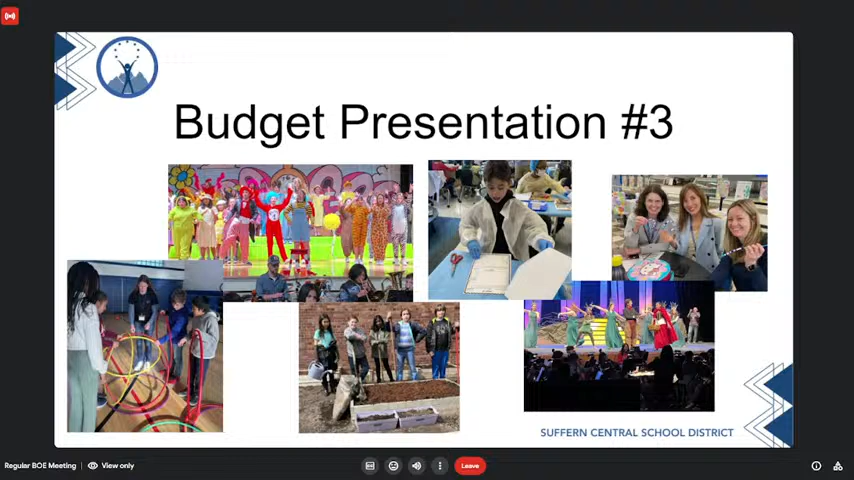 Budget Presentation #3
SUFFERN CENTRAL SCHOOL DISTRICT
Regular BOE Meeting
View only
Leave